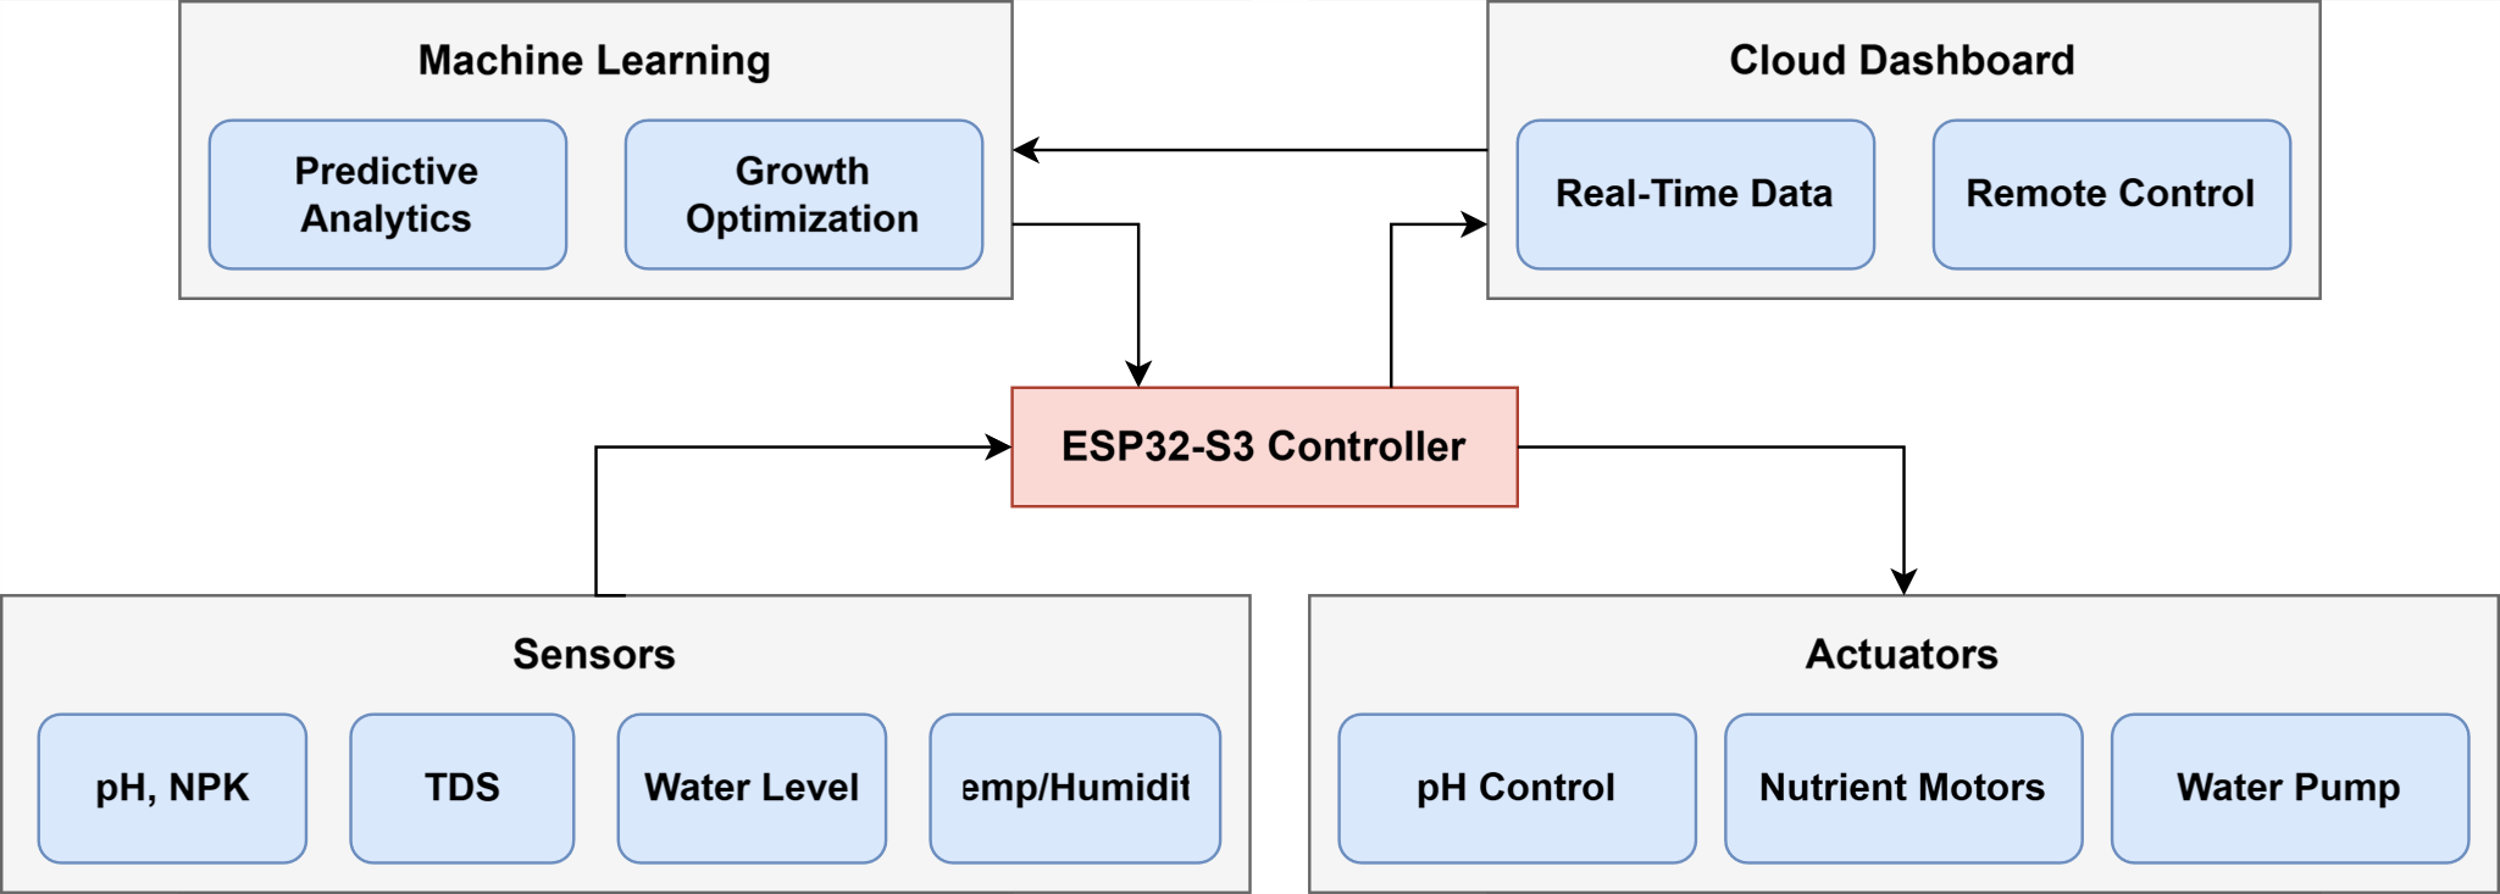 Machine Learning
Cloud Dashboard
Predictive
Analytics
Growth
Optimization
Real-Time Data
Remote Control
ESP32-S3 Controller
Sensors
Actuators
pH, NPK
TDS
Water Level
emp/Humidit
pH Control
Nutrient Motors
Water Pump